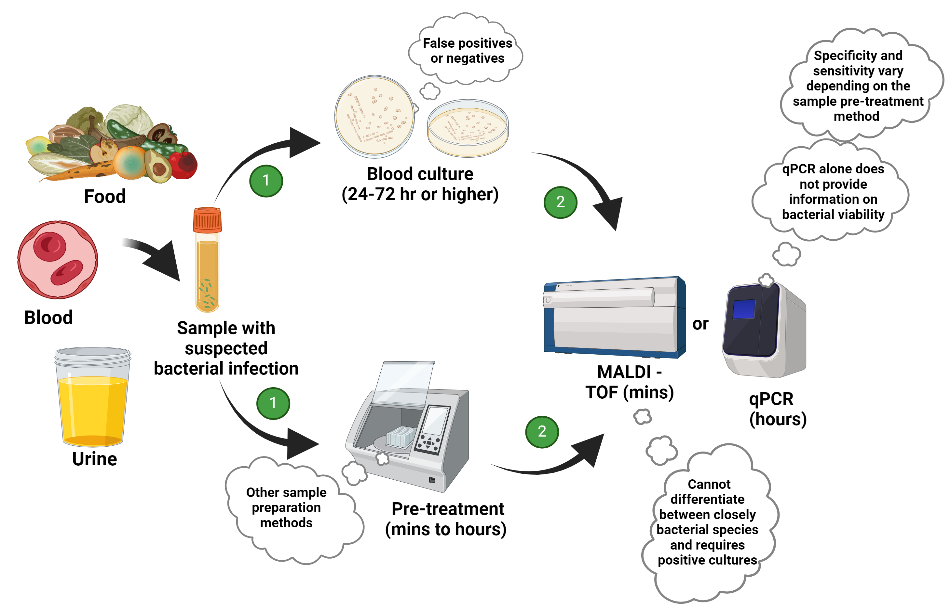 False positives
or negatives
Specificity and
sensitivity vary
depending on the
sample pre-treatment
method
Food
1
Blood culture
(24-72 hr or higher)
2
qPCR alone does
not provide
information on
bacterial viability
Blood
Sample with
suspected
bacterial infection
or
MALDI -
TOF (mins)
qPCR
(hours)
Urine
1
2
Other sample
preparation
methods
Pre-treatment
(mins to hours)
Cannot
differentiate
between closely
bacterial species
and requires
positive cultures